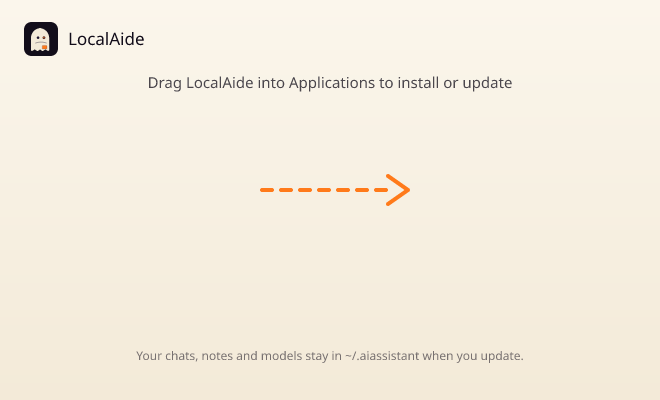 LocalAide
Drag LocalAide into Applications to install or update
Your chats, notes and models stay in ~/.aiassistant when you update.